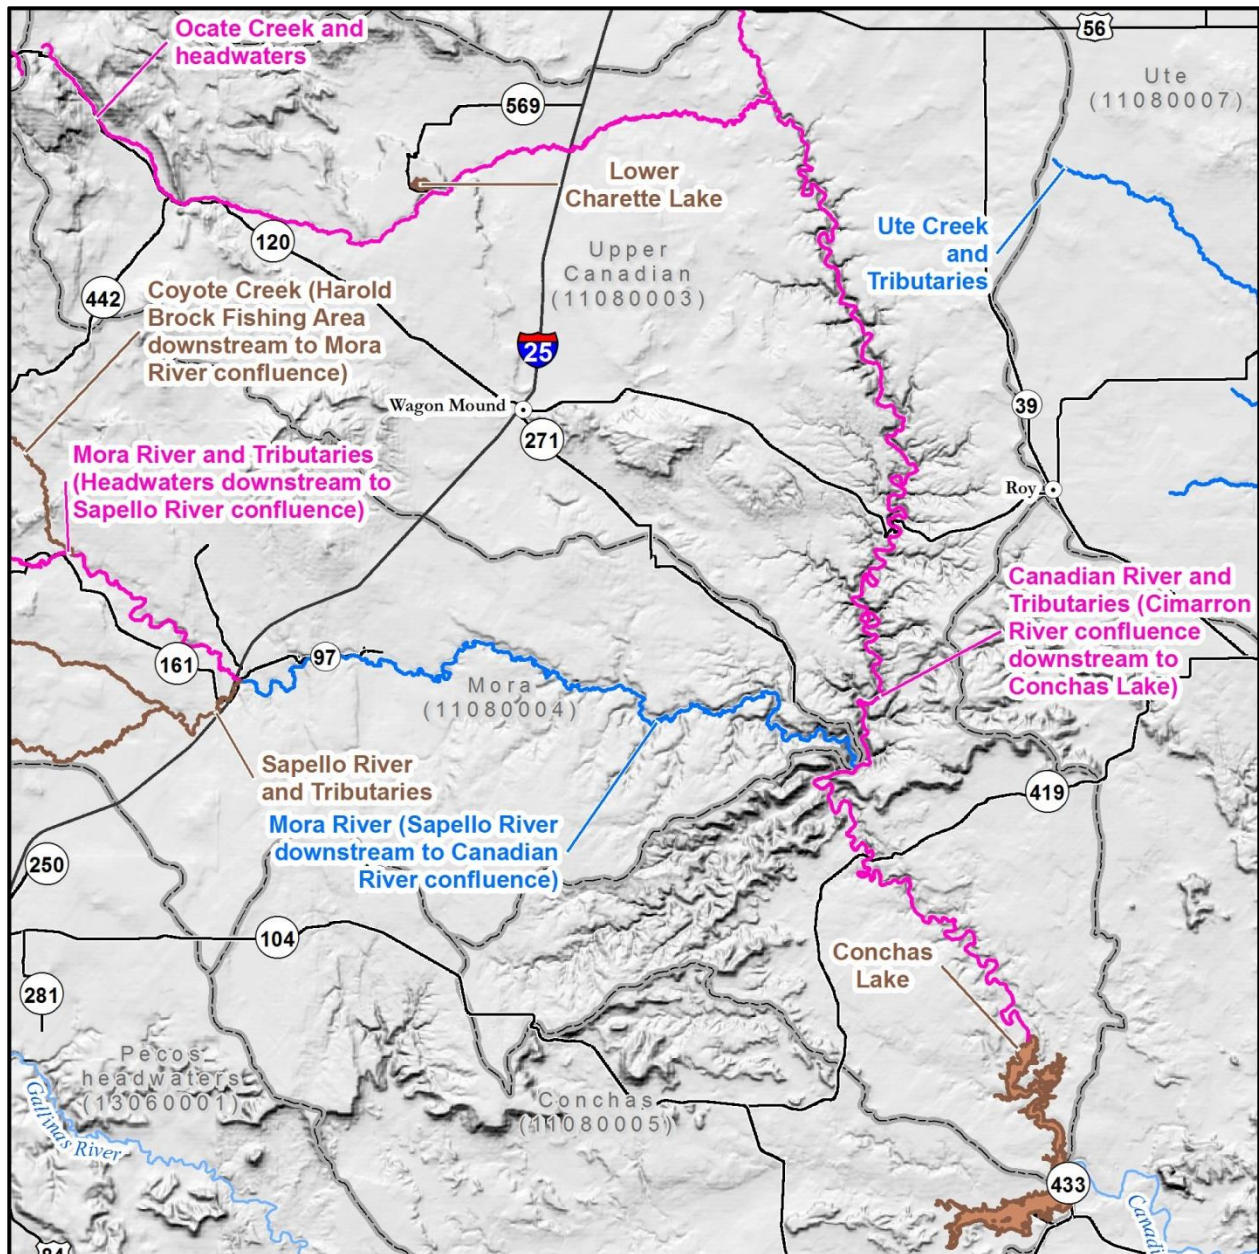 Ocate Creek and
headwaters
56
Ute
(11080007)
569
Lower
Charette Lake
120
Ute Creek
and
Tributaries
Upper
Canadian
(11080003)
442
Coyote Creek (Harold
Brock Fishing Area
downstream to Mora
River confluence)
25
Wagon Mound
271
39
Mora River and Tributaries
(Headwaters downstream to
Sapello River confluence)
Roy
Canadian River and
Tributaries (Cimarron
River confluence
downstream to
Conchas Lake)
161
97
Mora
(11080004)
Sapello River
and Tributaries
Mora River (Sapello River
downstream to Canadian
River confluence)
419
250
104
Conchas
Lake
281
Pecos
headwaters
(13060001)
Gallinas River
Conchas
(11080005)
433
Canadi
84